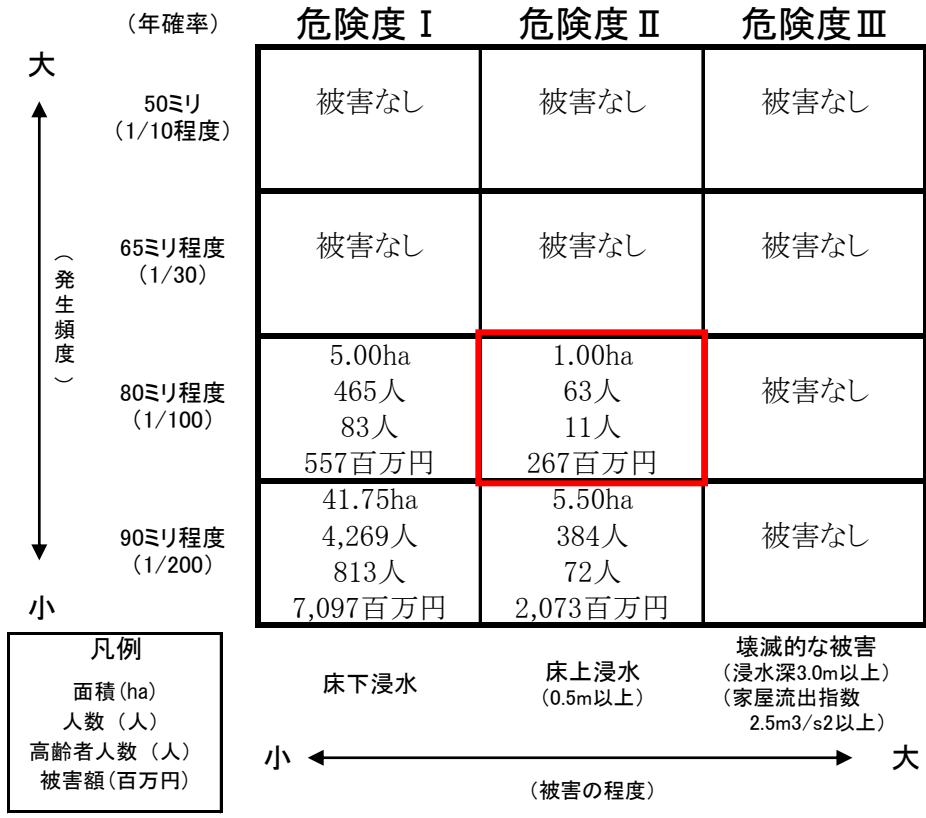 （年確率）
危険度Ⅰ
危険度Ⅱ
危険度Ⅲ
大
50ミリ
（1/10程度）
被害なし
被害なし
被害なし
65ミリ程度
（1/30）
被害なし
被害なし
被害なし
（発生頻度）
80ミリ程度
（1/100）
5.00ha
465人
83人
557百万円
1.00ha
63人
11人
267百万円
被害なし
90ミリ程度
（1/200）
41.75ha
4,269人
813人
7,097百万円
5.50ha
384人
72人
2,073百万円
被害なし
小
凡例
面積(ha)
人数（人）
高齢者人数（人）
被害額(百万円)
床下浸水
床上浸水
（0.5m以上）
壊滅的な被害
（浸水深3.0m以上）
（家屋流出指数
2.5m3/s2以上）
小
大
（被害の程度）